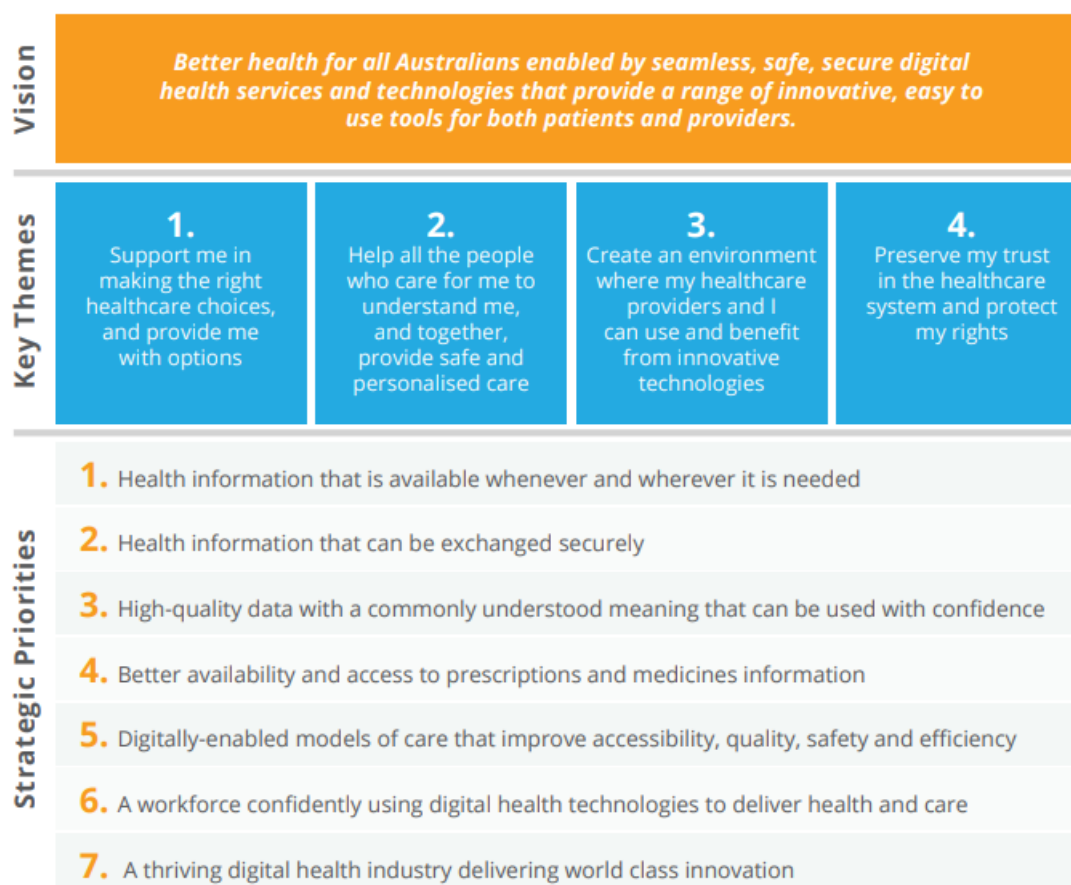 Vision
Better health for all Australians enabled by seamless, safe, secure digital
health services and technologies that provide a range of innovative, easy to
use tools for both patients and providers.
Key Themes
1.
Support me in
making the right
healthcare choices,
and provide me
with options
2.
Help all the people
who care for me to
understand me,
and together,
provide safe and
personalised care
3.
Create an environment
where my healthcare
providers and I
can use and benefit
from innovative
technologies
4.
Preserve my trust
in the healthcare
system and protect
my rights
Strategic Priorities
1. Health information that is available whenever and wherever it is needed
2. Health information that can be exchanged securely
3. High-quality data with a commonly understood meaning that can be used with confidence
4. Better availability and access to prescriptions and medicines information
5. Digitally-enabled models of care that improve accessibility, quality, safety and efficiency
6. A workforce confidently using digital health technologies to deliver health and care
7. A thriving digital health industry delivering world class innovation